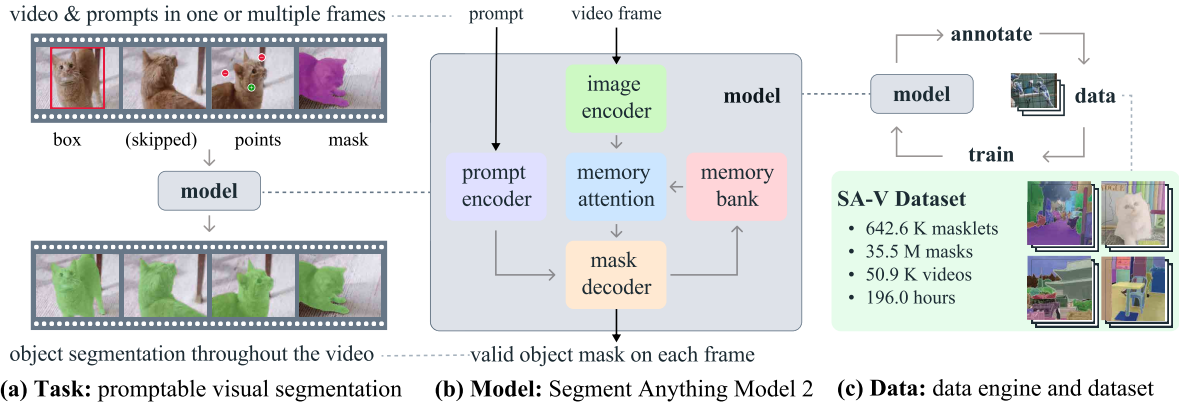 video & prompts in one or multiple frames
box
(skipped)
points
mask
model
object segmentation throughout the video
(a) Task: promptable visual segmentation
prompt
video frame
image
encoder
model
prompt
encoder
memory
attention
memory
bank
mask
decoder
valid object mask on each frame
(b) Model: Segment Anything Model 2
annotate
model
data
train
SA-V Dataset
• 642.6 K masklets
• 35.5 M masks
• 50.9 K videos
• 196.0 hours
(c) Data: data engine and dataset